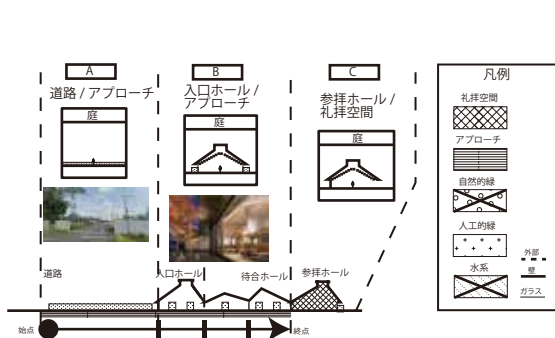 A
道路 / アプローチ
庭
B
入口ホール /
アプローチ
庭
C
参拝ホール /
礼拝空間
庭
道路
入口ホール
待合ホール
参拝ホール
始点
終点
凡例
礼拝空間
アプローチ
自然的緑
人工的緑
水系
外部
壁
ガラス